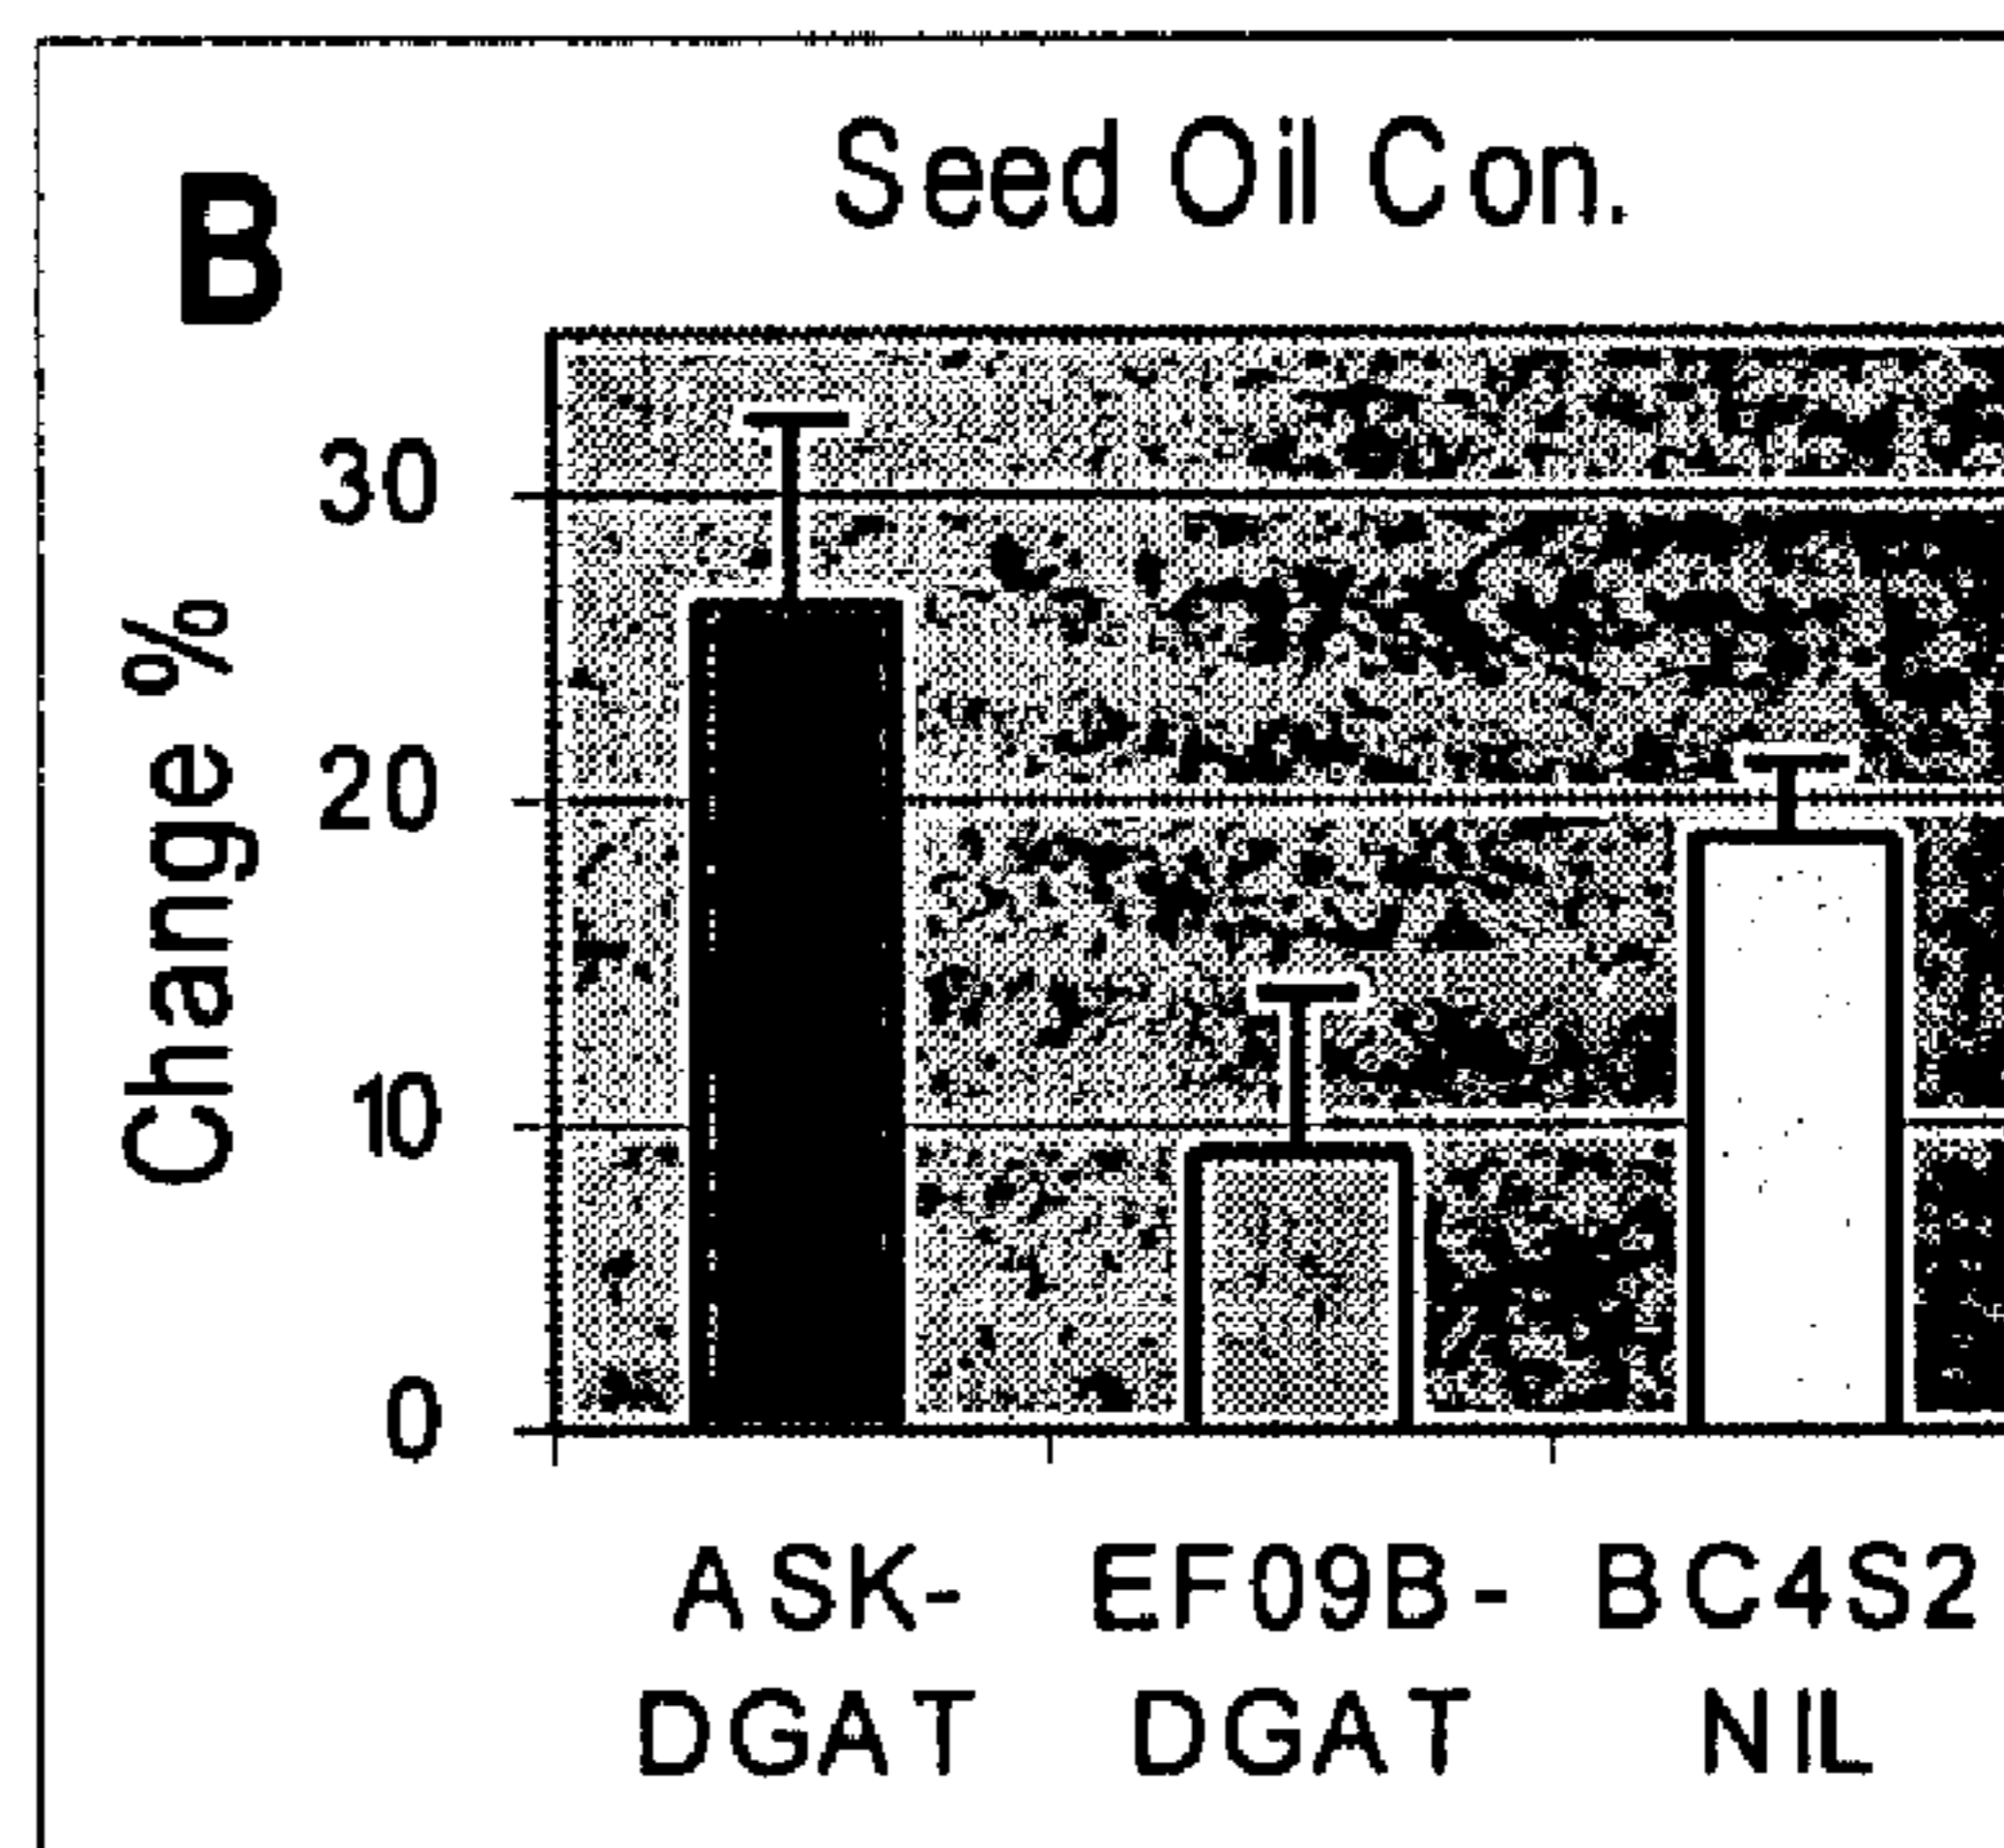 B
Seed Oil Con.
Change %
30
20
10
0
ASK- EF09B- BC4S2
DGAT DGAT NIL